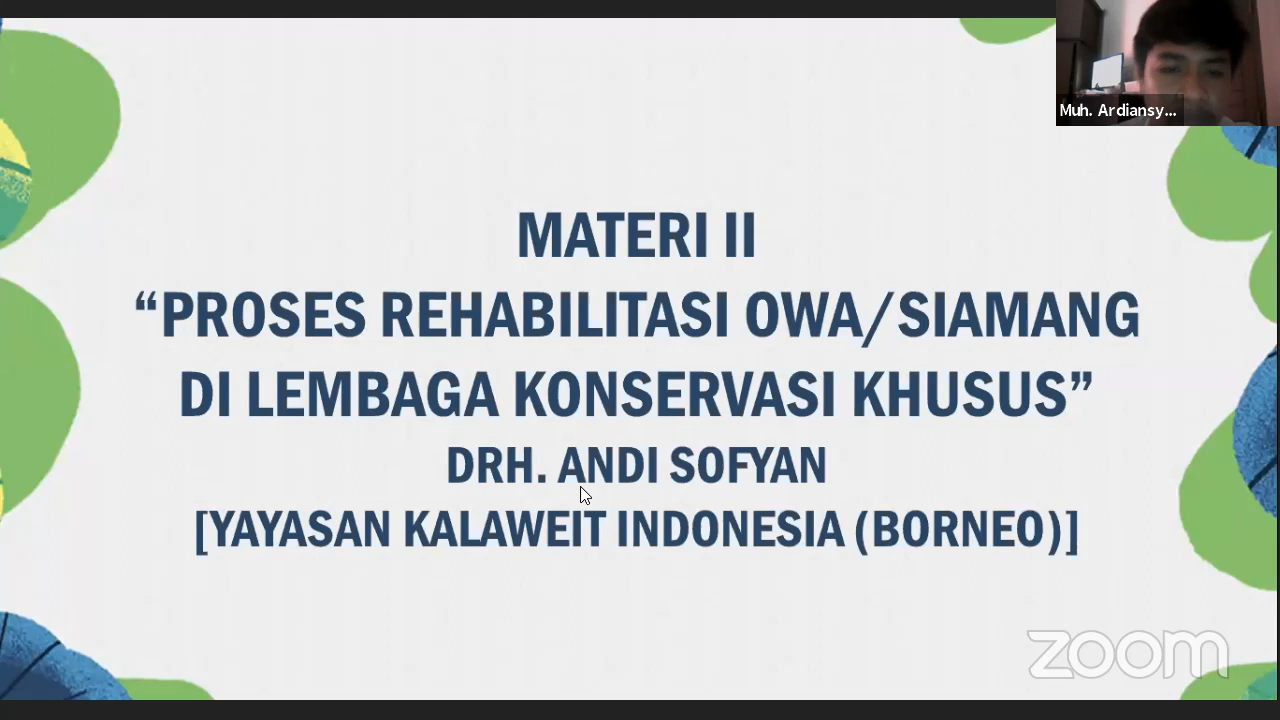 Muh. Ardiansy...
MATERI II
“PROSES REHABILITASI OWA/SIAMANG
DI LEMBAGA KONSERVASI KHUSUS”
DRH. ANDI SOFYAN
[YAYASAN KALAWEIT INDONESIA (BORNEO)]
zoom